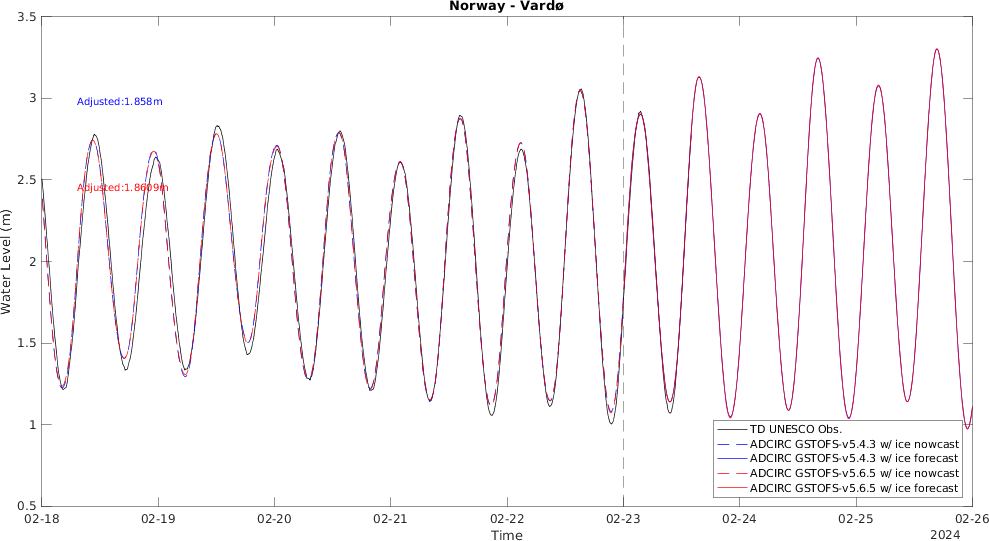 Norway - Vardø
3.5
3
2.5
2
1.5
1
0.5
Water Level (m)
Adjusted:1.858m
Adjusted:1.8609m
TD UNESCO Obs.
ADCIRC GSTOFS-v5.4.3 w/ ice nowcast
ADCIRC GSTOFS-v5.4.3 w/ ice forecast
ADCIRC GSTOFS-v5.6.5 w/ ice nowcast
ADCIRC GSTOFS-v5.6.5 w/ ice forecast
02-18 02-19 02-20 02-21 02-22 02-23 02-24 02-25 02-26
Time
2024